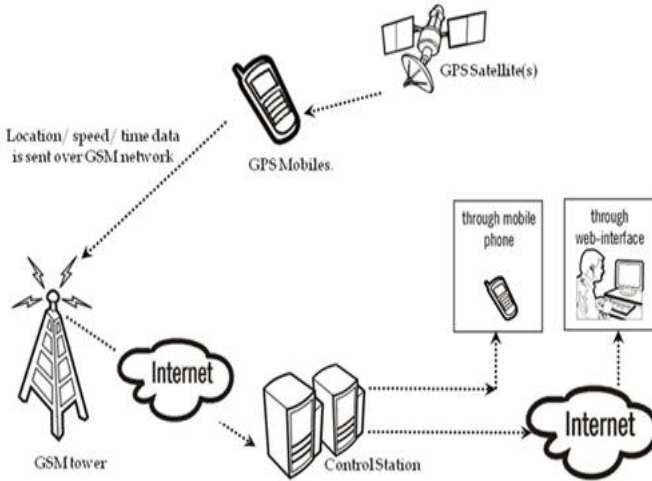 GPS Satellite(s)
Location/ speed/ time data
is sent over GSM network
GPS Mobiles.
through mobile
phone
through
web-interface
Internet
Internet
GSM tower
Control Station